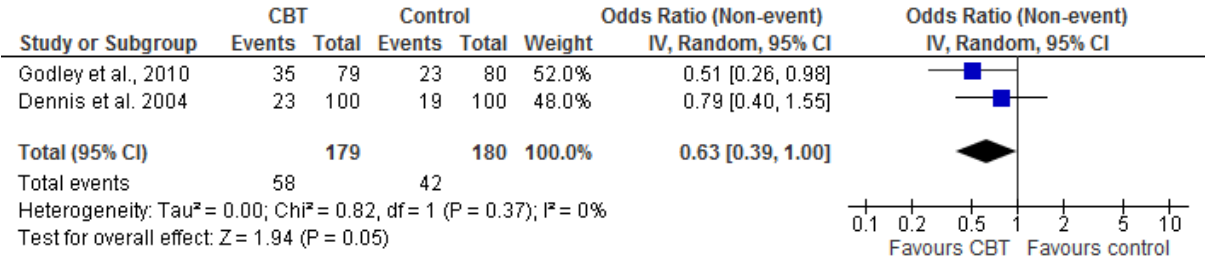 CBT Control Odds Ratio (Non-event) Odds Ratio (Non-event)
Study or Subgroup Events Total Events Total Weight IV, Random, 95% CI IV, Random, 95% CI
Godley et al., 2010 35 79 23 80 52.0% 0.51 [0.26, 0.98]
Dennis et al. 2004 23 100 19 100 48.0% 0.79 [0.40, 1.55]
Total (95% CI) 179 180 100.0% 0.63 [0.39, 1.00]
Total events 58 42
Heterogeneity: Tau² = 0.00; Chi² = 0.82, df = 1 (P = 0.37); I² = 0%
Test for overall effect: Z = 1.94 (P = 0.05)
0.1 0.2 0.5 1 2 5 10
Favours CBT Favours control